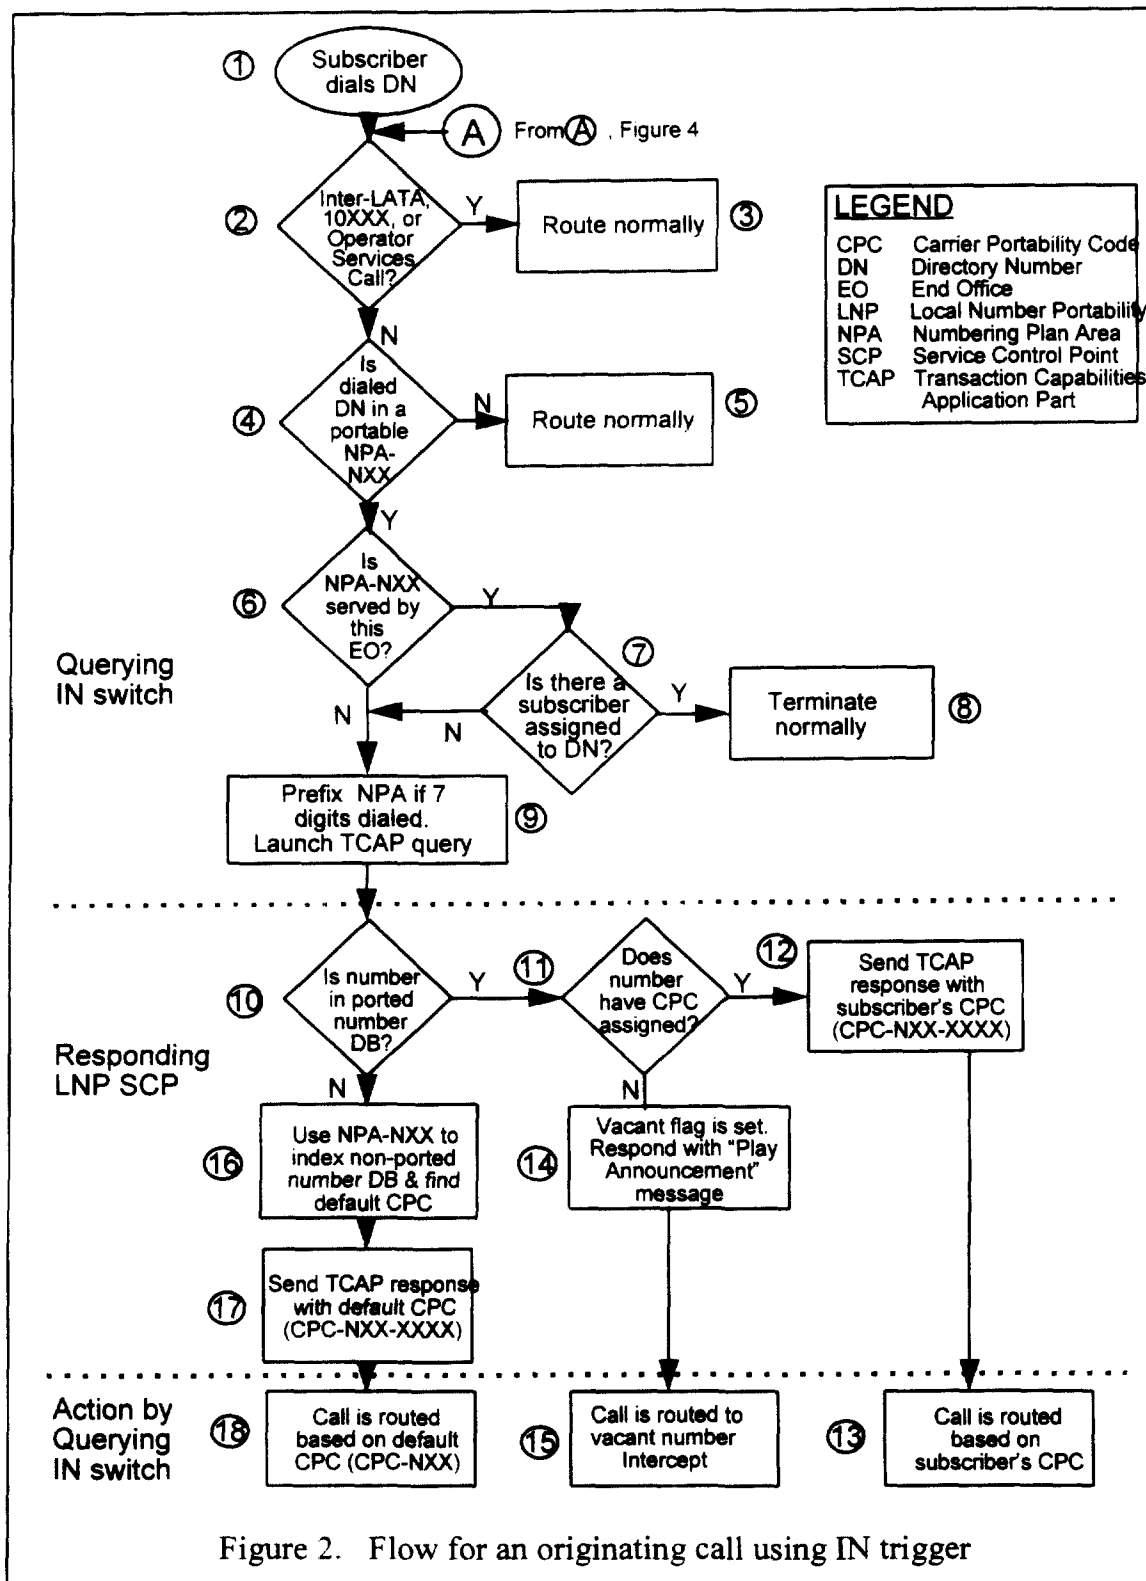 1
Subscriber
dials DN
A From A , Figure 4
2
Inter-LATA,
10XXX, or
Operator
Services
Call?
Y
Route normally
3
N
LEGEND
CPC Carrier Portability Code
DN Directory Number
EO End Office
LNP Local Number Portability
NPA Numbering Plan Area
SCP Service Control Point
TCAP Transaction Capabilities
Application Part
4
Is
dialed
DN in a
portable
NPA-
NXX
N
Route normally
5
Y
6
Is
NPA-NXX
served by
this
EO?
Y
N
7
Is there a
subscriber
assigned
to DN?
Y
N
Terminate
normally
8
Querying
IN switch
Prefix NPA if 7
digits dialed.
Launch TCAP query
9
10
Is number
in ported
number
DB?
Y
N
11
Does
number
have CPC
assigned?
Y
N
12
Send TCAP
response with
subscriber's CPC
(CPC-NXX-XXXX)
Responding
LNP SCP
16
Use NPA-NXX to
index non-ported
number DB & find
default CPC
14
Vacant flag is set.
Respond with "Play
Announcement"
message
17
Send TCAP response
with default CPC
(CPC-NXX-XXXX)
Action by
Querying
IN switch
18
Call is routed
based on default
CPC (CPC-NXX)
15
Call is routed to
vacant number
Intercept
13
Call is routed
based on
subscriber's CPC
Figure 2. Flow for an originating call using IN trigger